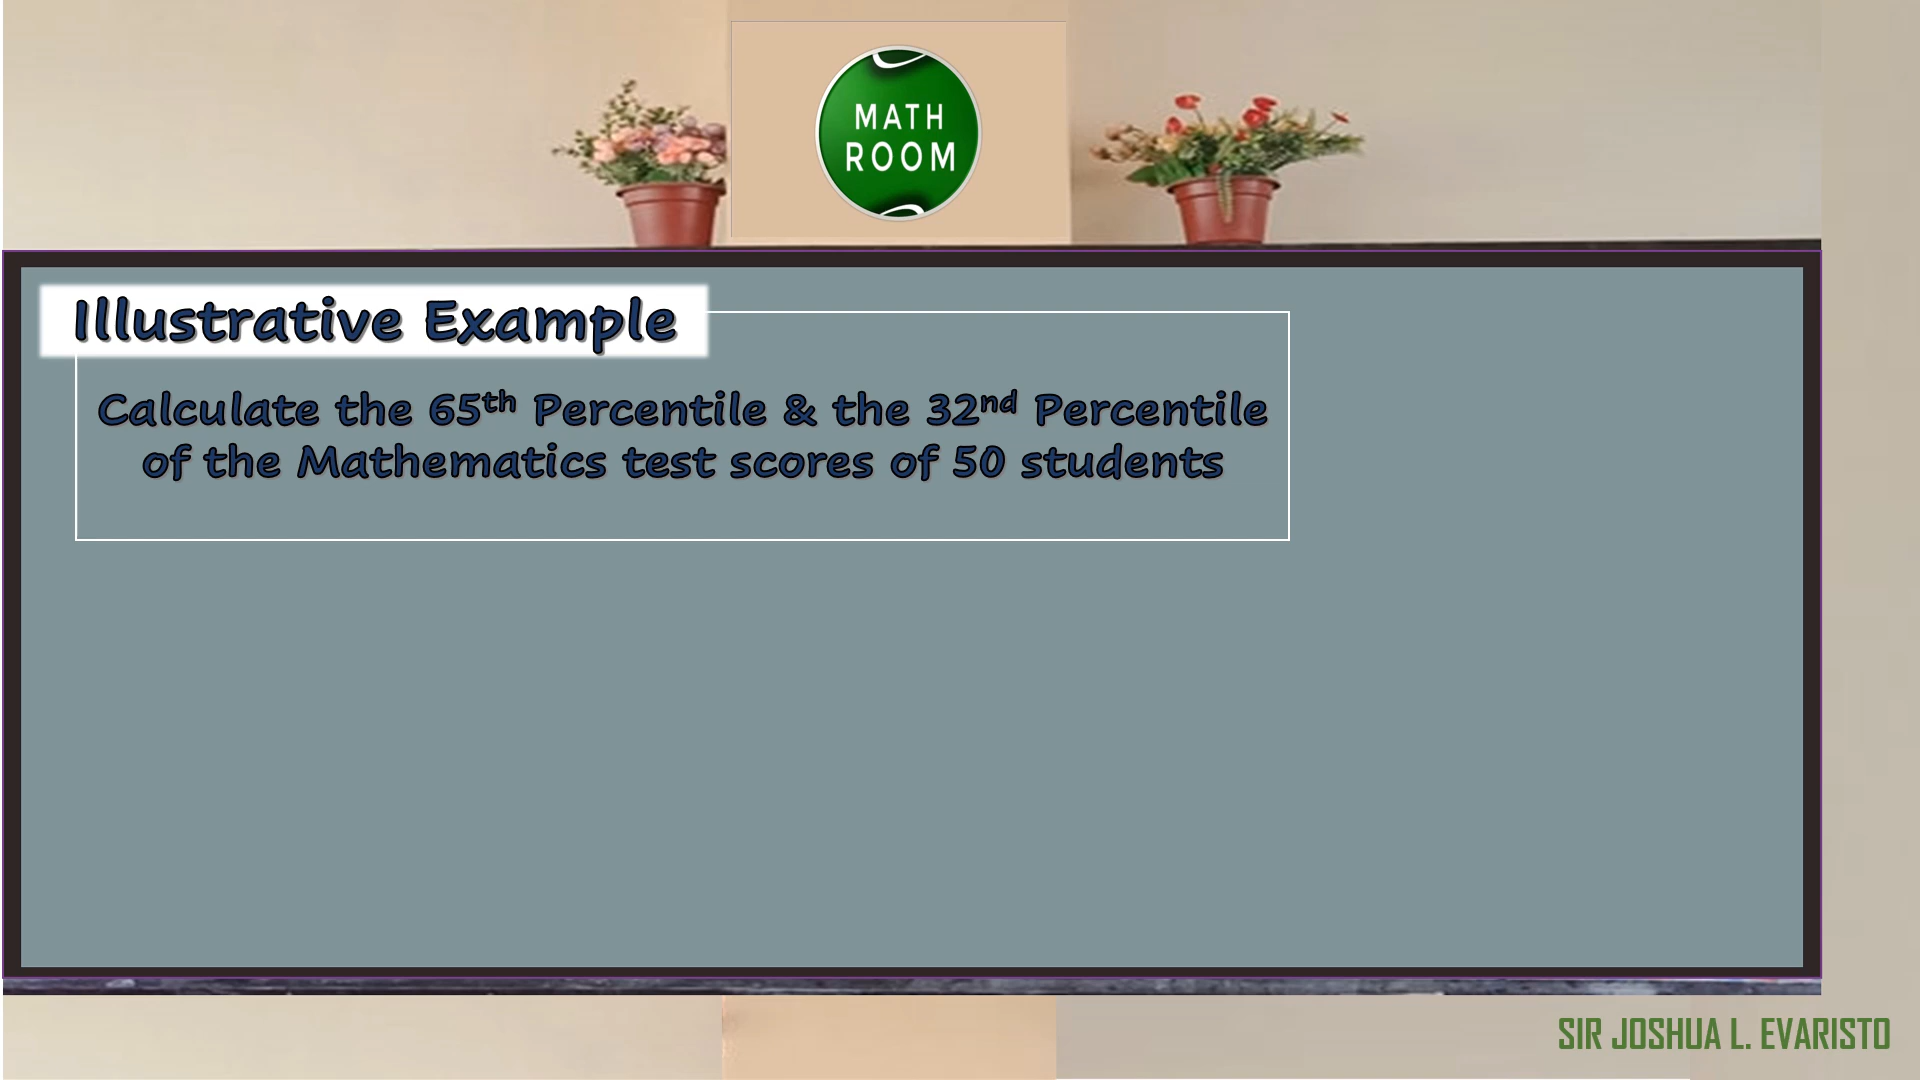 MATH
ROOM
Illustrative Example
Calculate the 65th Percentile & the 32nd Percentile
of the Mathematics test scores of 50 students
SIR JOSHUA L. EVARISTO